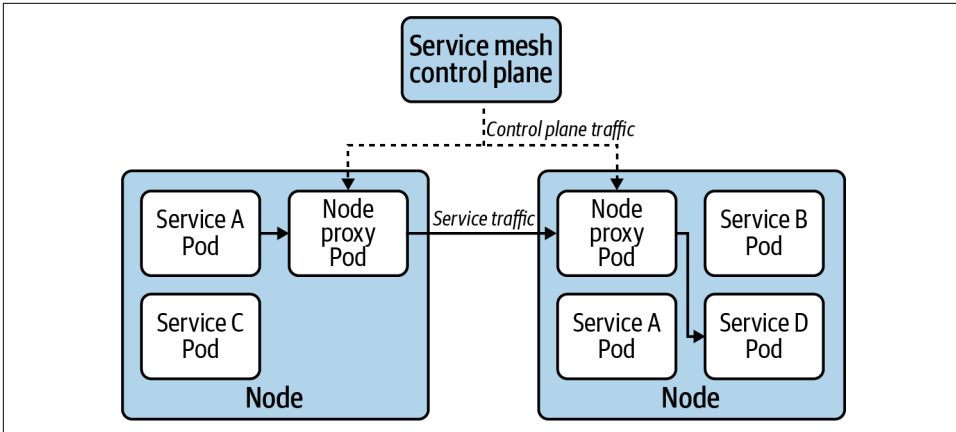 Service mesh
control plane
Control plane traffic
Service A
Pod
Node
proxy
Pod
Service C
Pod
Node
Service traffic
Node
proxy
Pod
Service B
Pod
Service A
Pod
Service D
Pod
Node